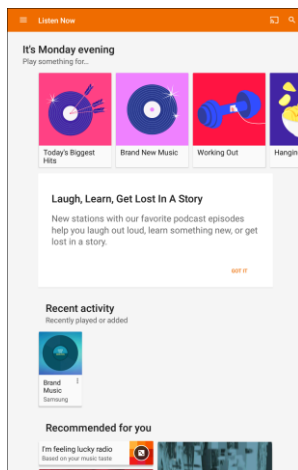 Listen Now
It's Monday evening
Play something for...
Today's Biggest
Hits
Brand New Music
Working Out
Hangin
Laugh, Learn, Get Lost In A Story
New stations with our favorite podcast episodes
help you laugh out loud, learn something new, or get
lost in a story.
GOT IT
Recent activity
Recently played or added
Brand
Music
Samsung
Recommended for you
I'm feeling lucky radio
Based on your music taste